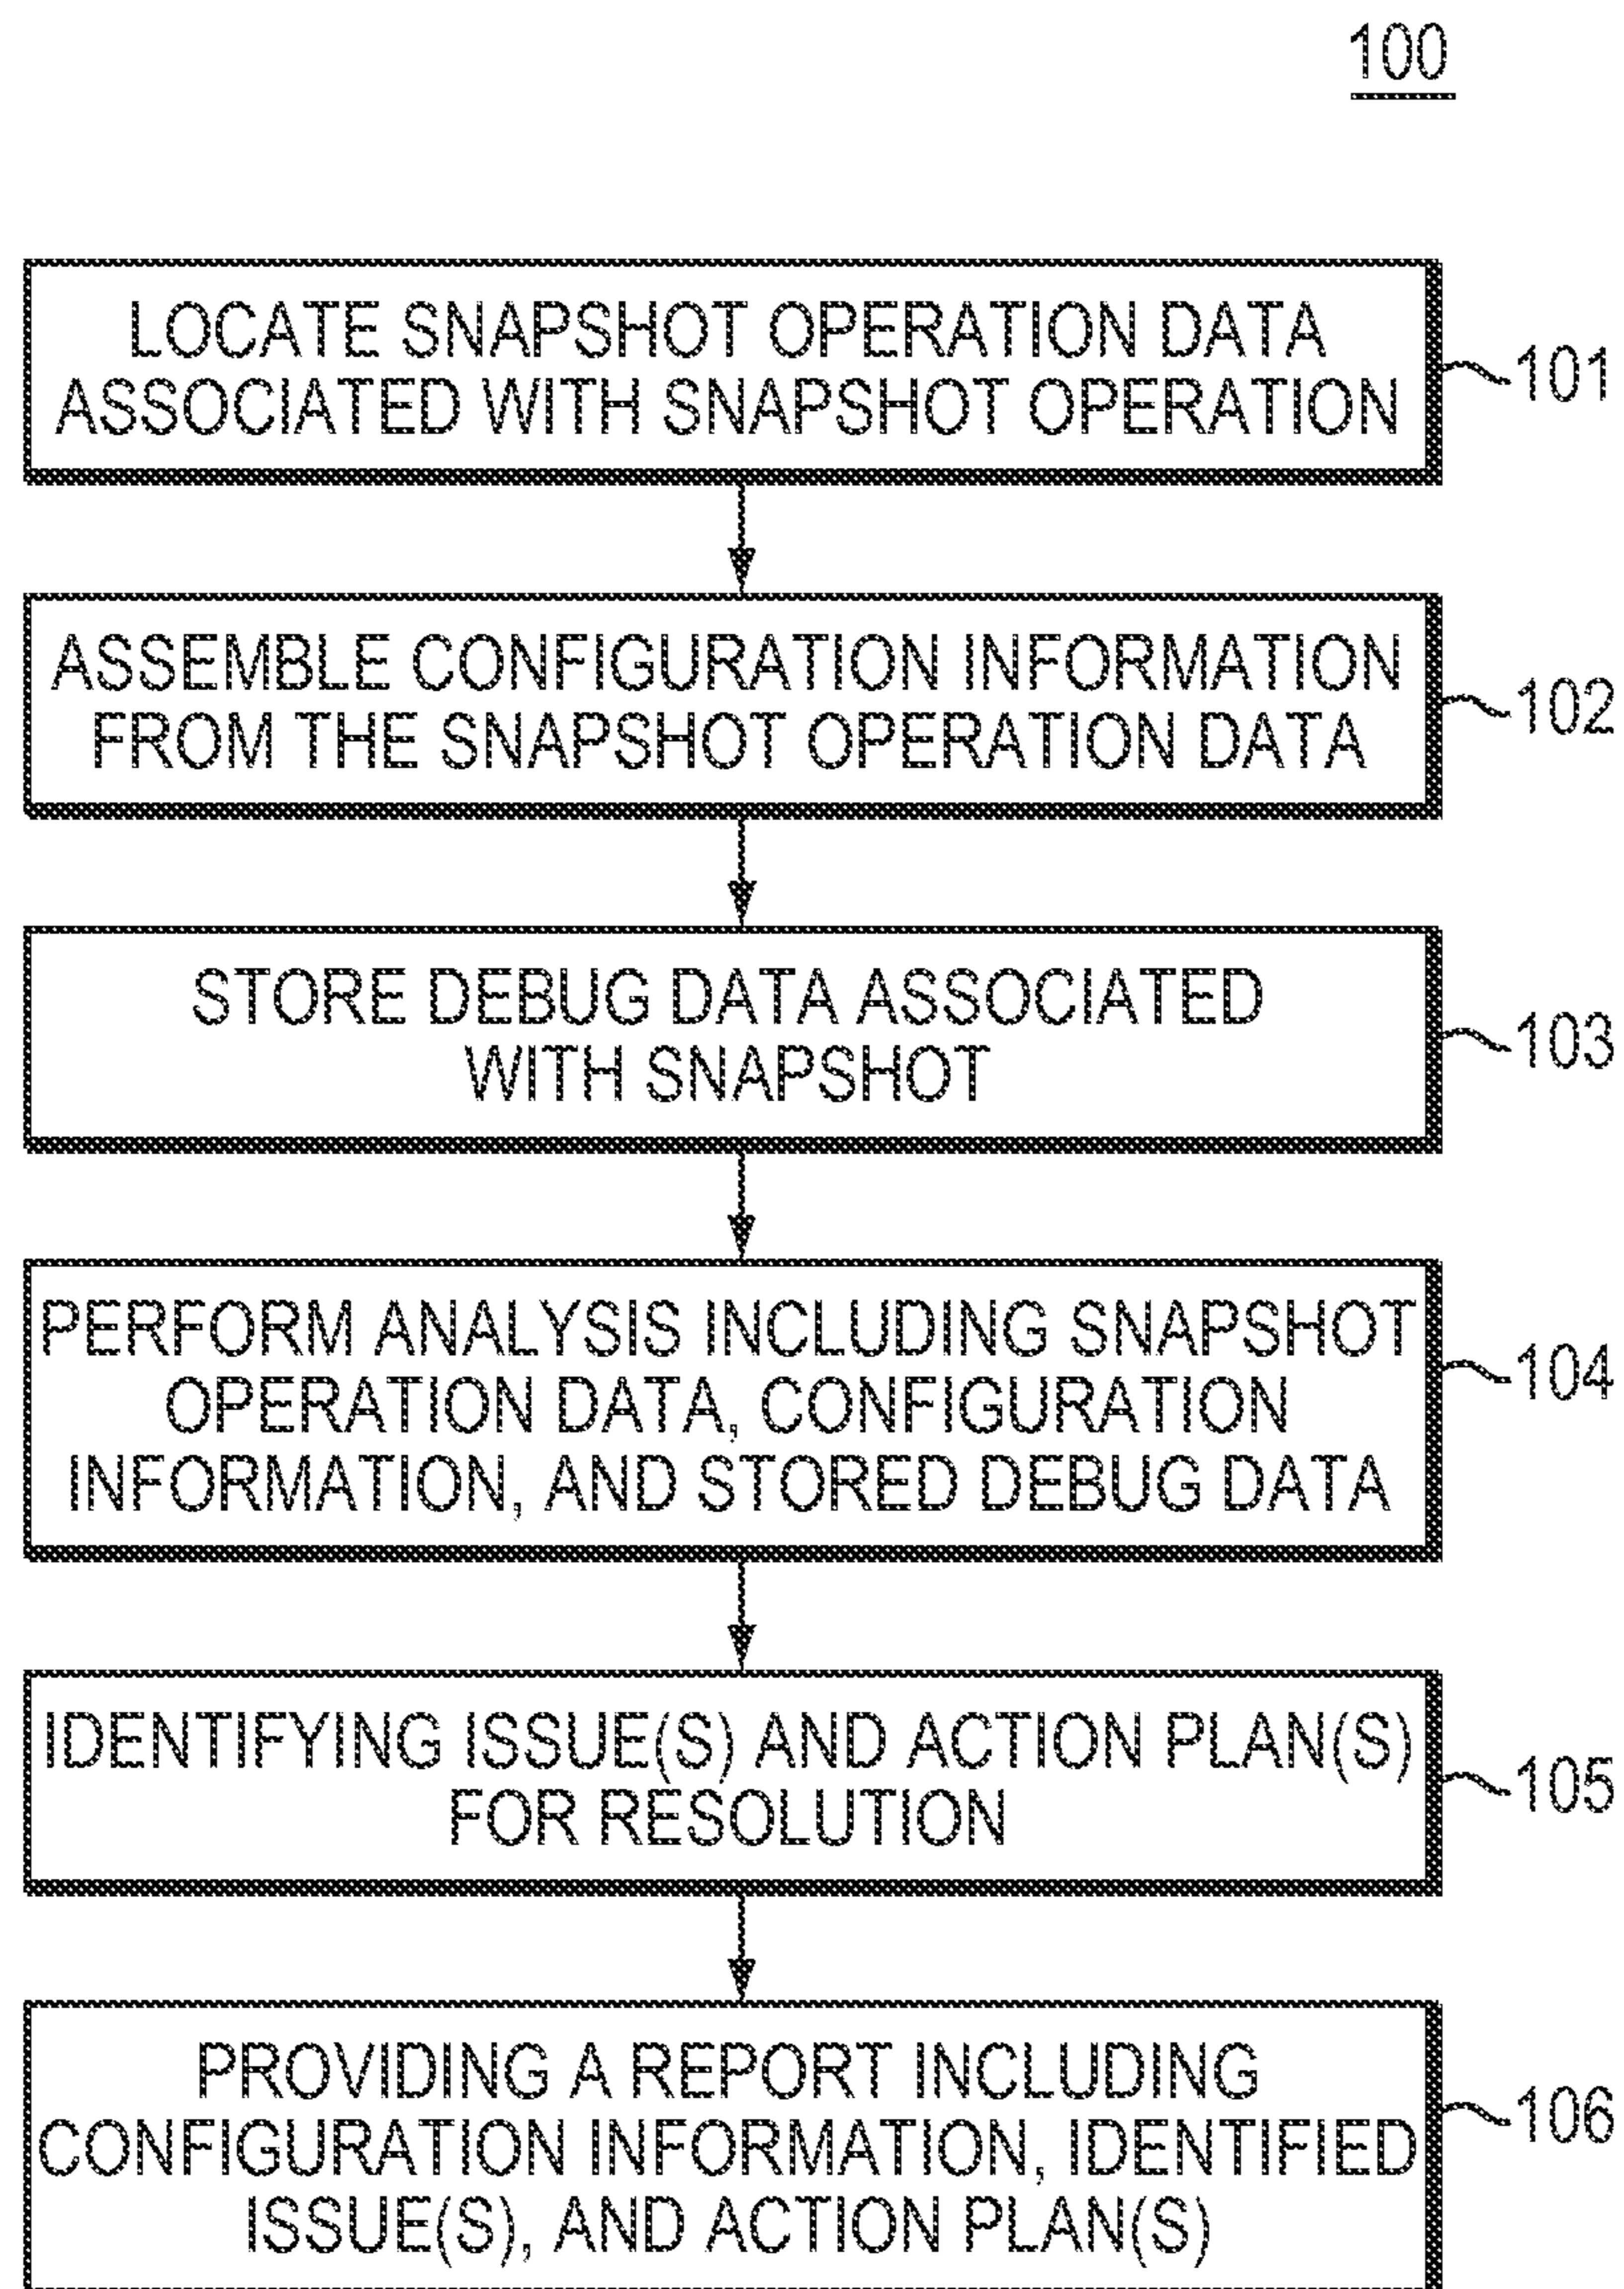 100
LOCATE SNAPSHOT OPERATION DATA
ASSOCIATED WITH SNAPSHOT OPERATION
101
ASSEMBLE CONFIGURATION INFORMATION
FROM THE SNAPSHOT OPERATION DATA
102
STORE DEBUG DATA ASSOCIATED
WITH SNAPSHOT
103
PERFORM ANALYSIS INCLUDING SNAPSHOT
OPERATION DATA, CONFIGURATION
INFORMATION, AND STORED DEBUG DATA
104
IDENTIFYING ISSUE(S) AND ACTION PLAN(S)
FOR RESOLUTION
105
PROVIDING A REPORT INCLUDING
CONFIGURATION INFORMATION, IDENTIFIED
ISSUE(S), AND ACTION PLAN(S)
106